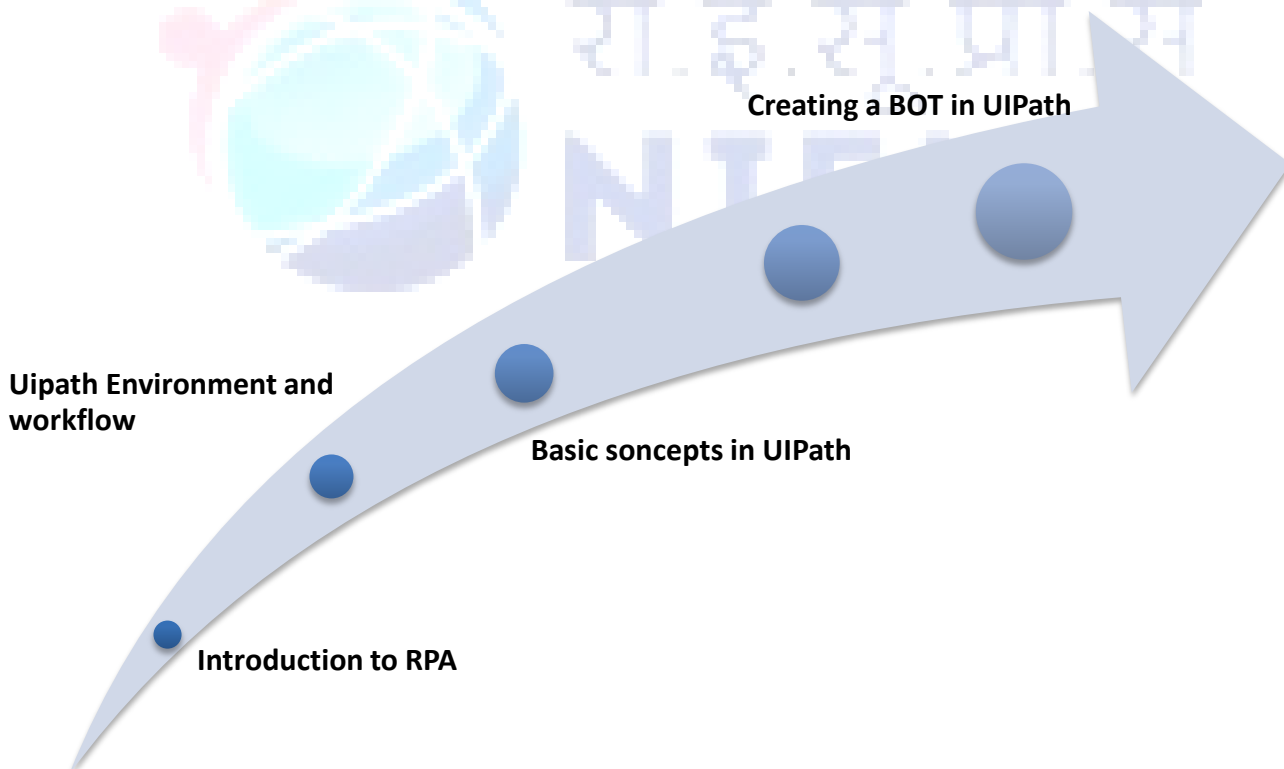 रा.इ.सू.प्रा.सं
Creating a BOT in UIPath
Uipath Environment and
workflow
Basic soncepts in UIPath
Introduction to RPA